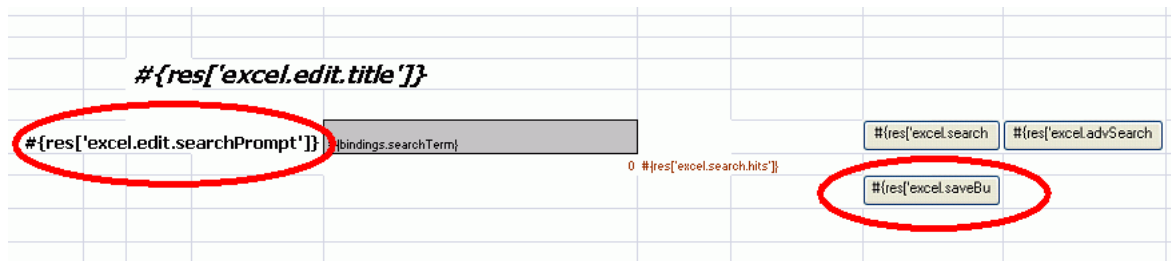 #{res['excel.edit.title']}
#{res['excel.edit.searchPrompt']} #{bindings.searchTerm} #{res['excel.search #{res['excel.advSearch
0 #{res['excel.search.hits']}
#{res['excel.saveBu